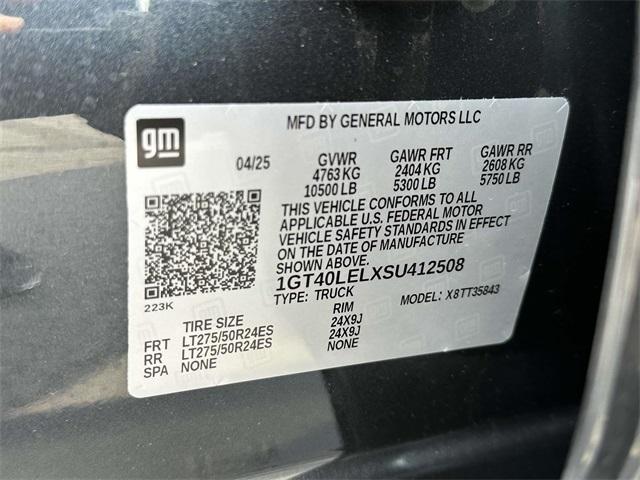 gm
MFD BY GENERAL MOTORS LLC
04/25 GVWR GAWR FRT GAWR RR
4763 KG 2404 KG 2608 KG
10500 LB 5300 LB 5750 LB
THIS VEHICLE CONFORMS TO ALL
APPLICABLE U.S. FEDERAL MOTOR
VEHICLE SAFETY STANDARDS IN EFFECT
ON THE DATE OF MANUFACTURE
SHOWN ABOVE.
1GT40LELXSU412508
TYPE: TRUCK MODEL: X8TT35843
223K
TIRE SIZE RIM
FRT LT275/50R24ES 24X9J
RR LT275/50R24ES 24X9J
SPA NONE NONE